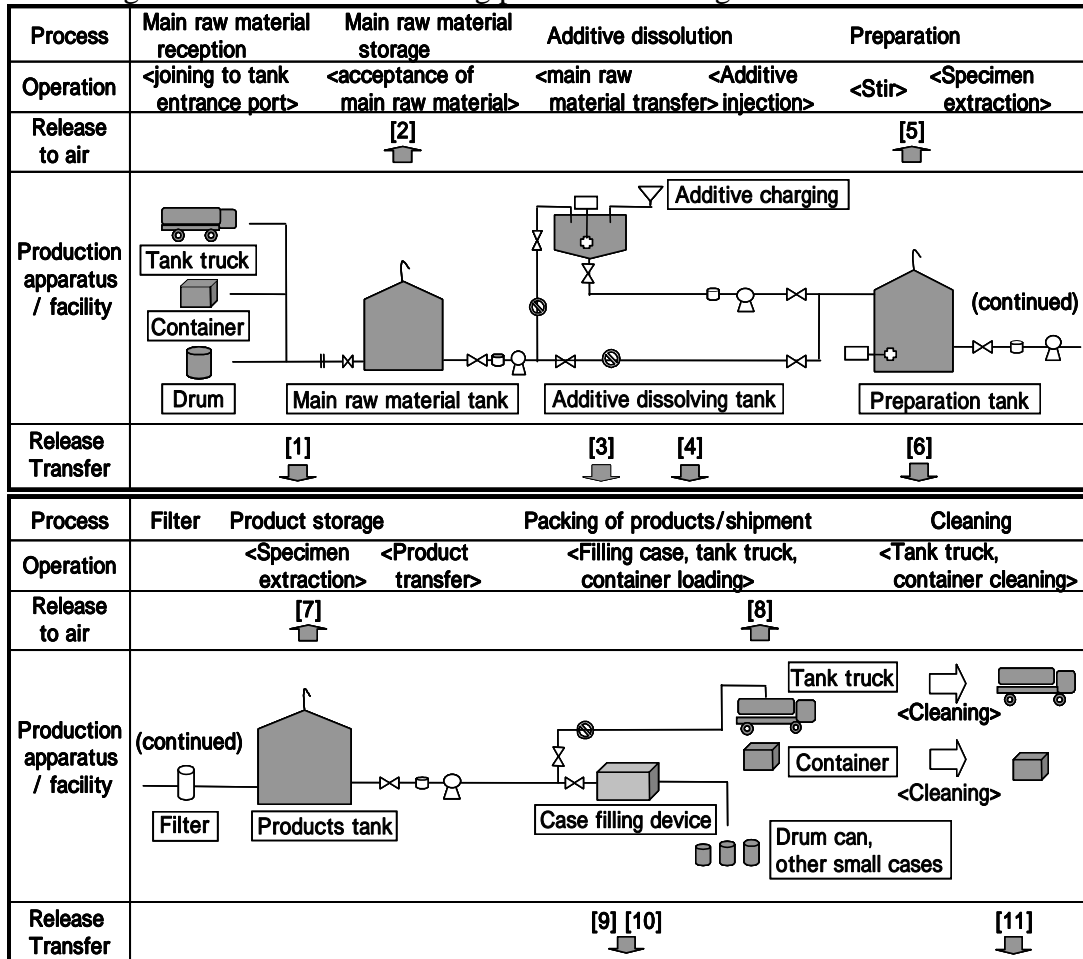 Process
Main raw material
reception
Main raw material
storage
Additive dissolution
Preparation
Operation
<joining to tank
entrance port>
<acceptance of
main raw material>
<main raw
material transfer>
<Additive
injection>
<Stir>
<Specimen
extraction>
Release
to air
[2]
[5]
Production
apparatus
/ facility
Tank truck
Container
Drum
Main raw material tank
Additive charging
Additive dissolving tank
(continued)
Preparation tank
Release
Transfer
[1]
[3]
[4]
[6]
Process
Filter
Product storage
Packing of products/shipment
Cleaning
Operation
<Specimen
extraction>
<Product
transfer>
<Filling case, tank truck,
container loading>
<Tank truck,
container cleaning>
Release
to air
[7]
[8]
Production
apparatus
/ facility
(continued)
Filter
Products tank
Case filling device
Tank truck
<Cleaning>
Container
<Cleaning>
Drum can,
other small cases
Release
Transfer
[9] [10]
[11]